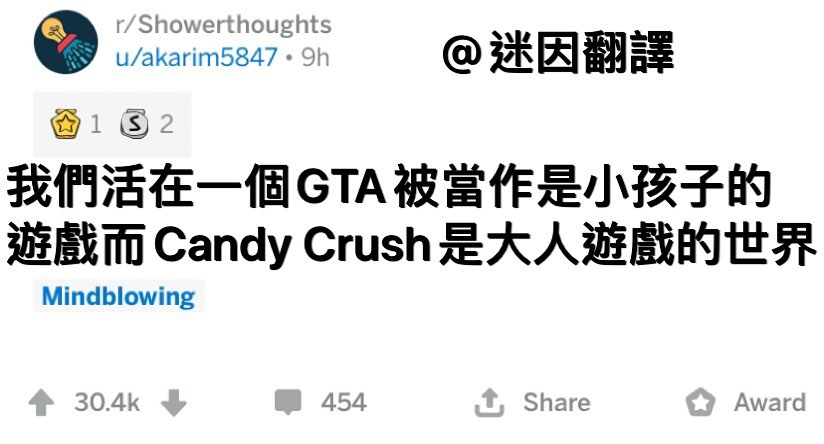 r/Showerthoughts
u/akarim5847 • 9h
@迷因翻譯
1 S 2
我們活在一個GTA被當作是小孩子的
遊戲而Candy Crush是大人遊戲的世界
Mindblowing
30.4k 454 Share Award